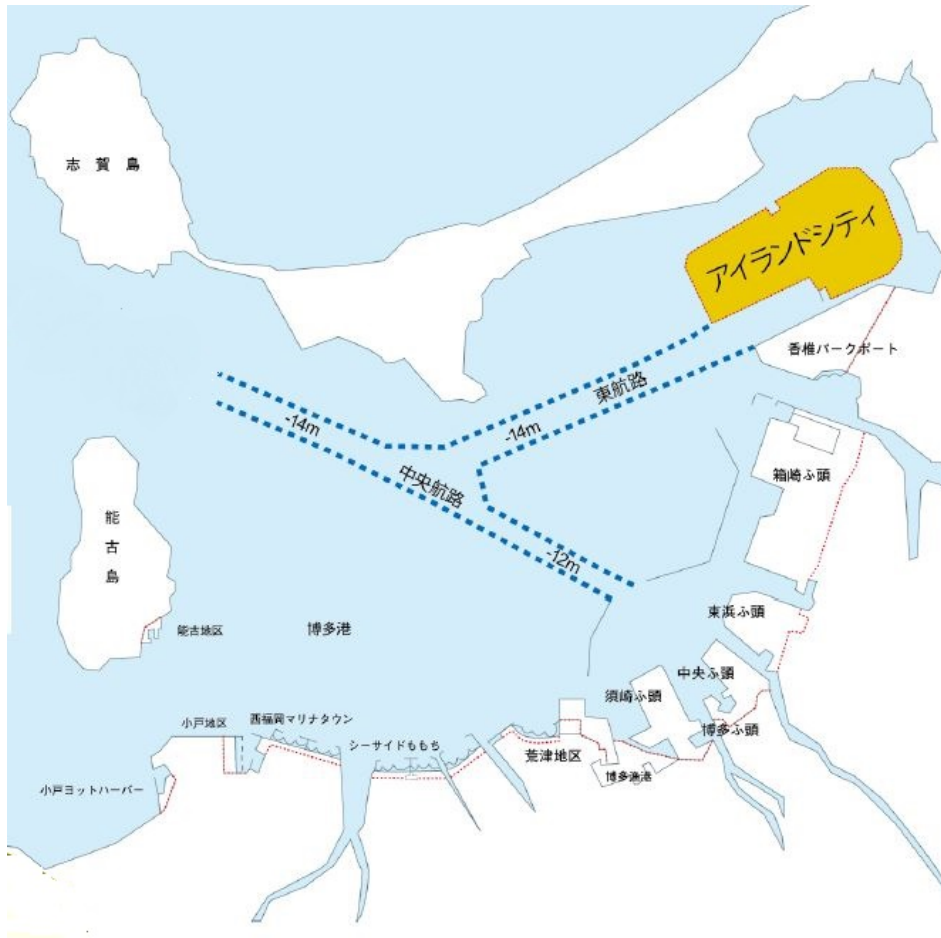 志賀島
アイランドシティ
香椎パークポート
東航路
-14m
-14m
中央航路
箱崎ふ頭
能古島
-12m
東浜ふ頭
能古地区
博多港
中央ふ頭
須崎ふ頭
小戸地区
西福岡マリナタウン
博多ふ頭
シーサイドももち
荒津地区
博多漁港
小戸ヨットハーバー